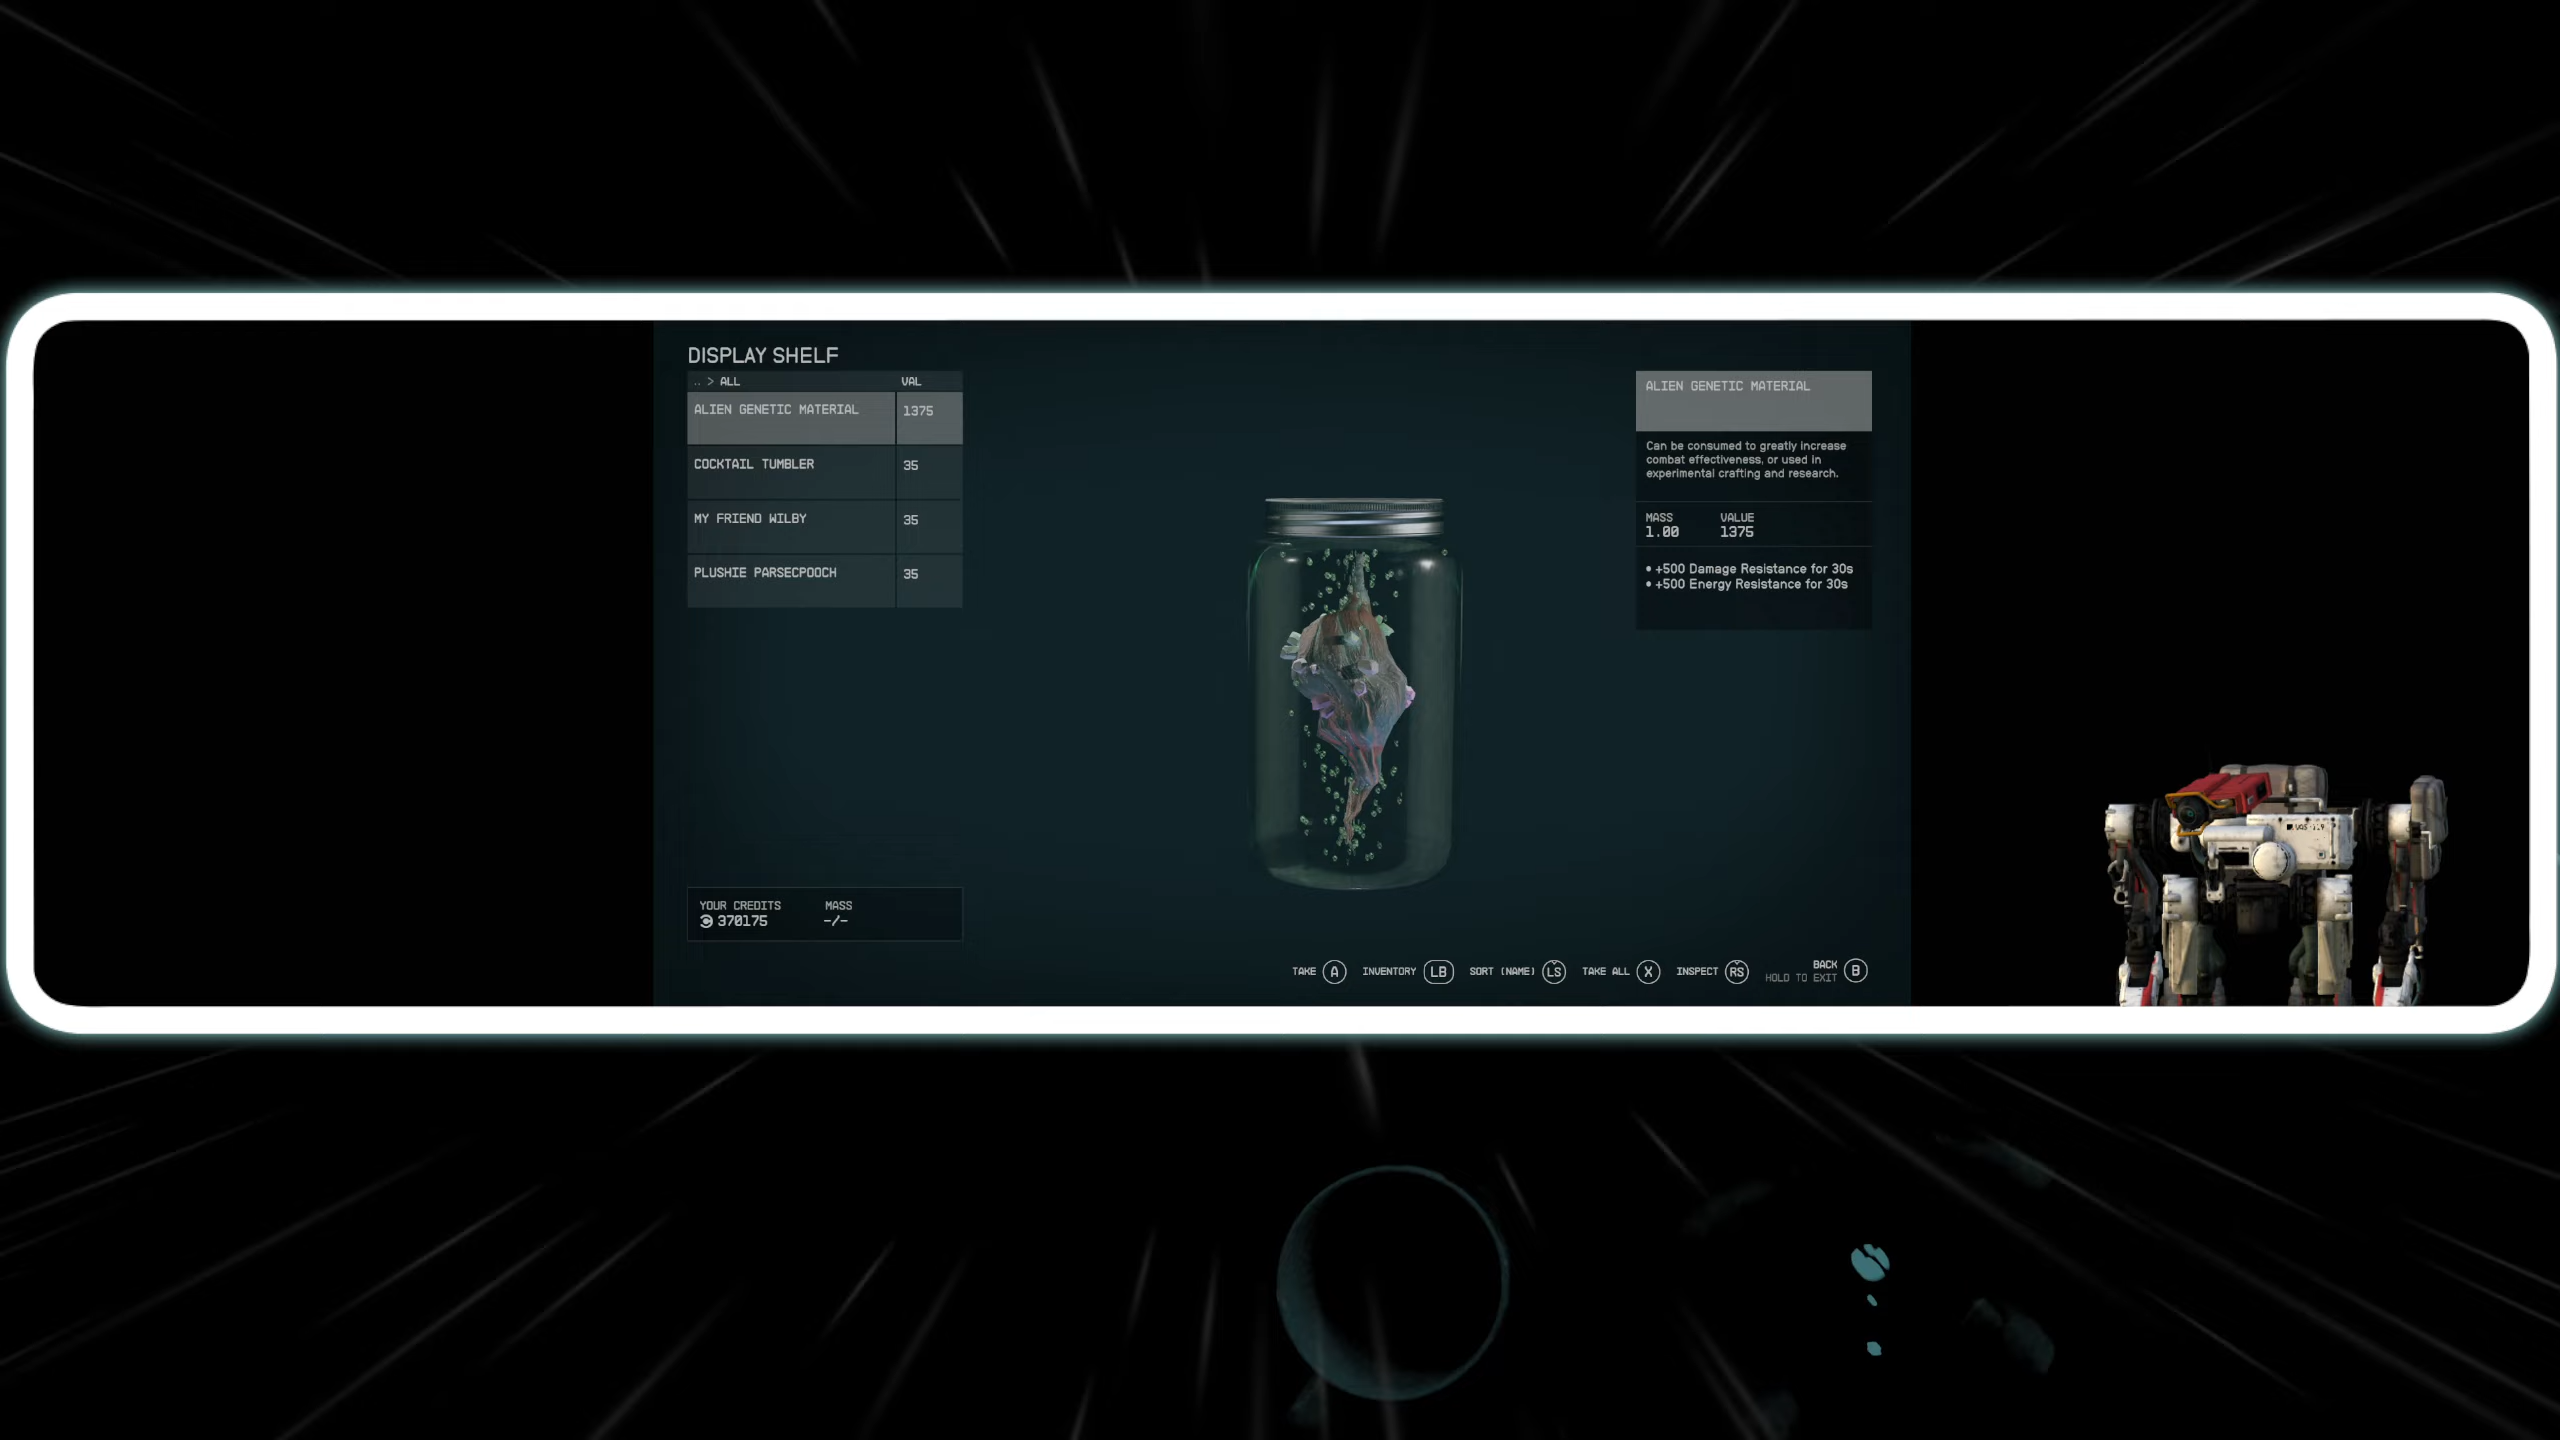 DISPLAY SHELF
.. > ALL VAL
ALIEN GENETIC MATERIAL 1375
COCKTAIL TUMBLER 35
MY FRIEND WILBY 35
PLUSHIE PARSECPOOCH 35
YOUR CREDITS MASS
370175 -/-
ALIEN GENETIC MATERIAL
Can be consumed to greatly increase
combat effectiveness, or used in
experimental crafting and research.
MASS VALUE
1.00 1375
• +500 Damage Resistance for 30s
• +500 Energy Resistance for 30s
TAKE A INVENTORY LB SORT (NAME) LS TAKE ALL X INSPECT RS BACK B
HOLD TO EXIT